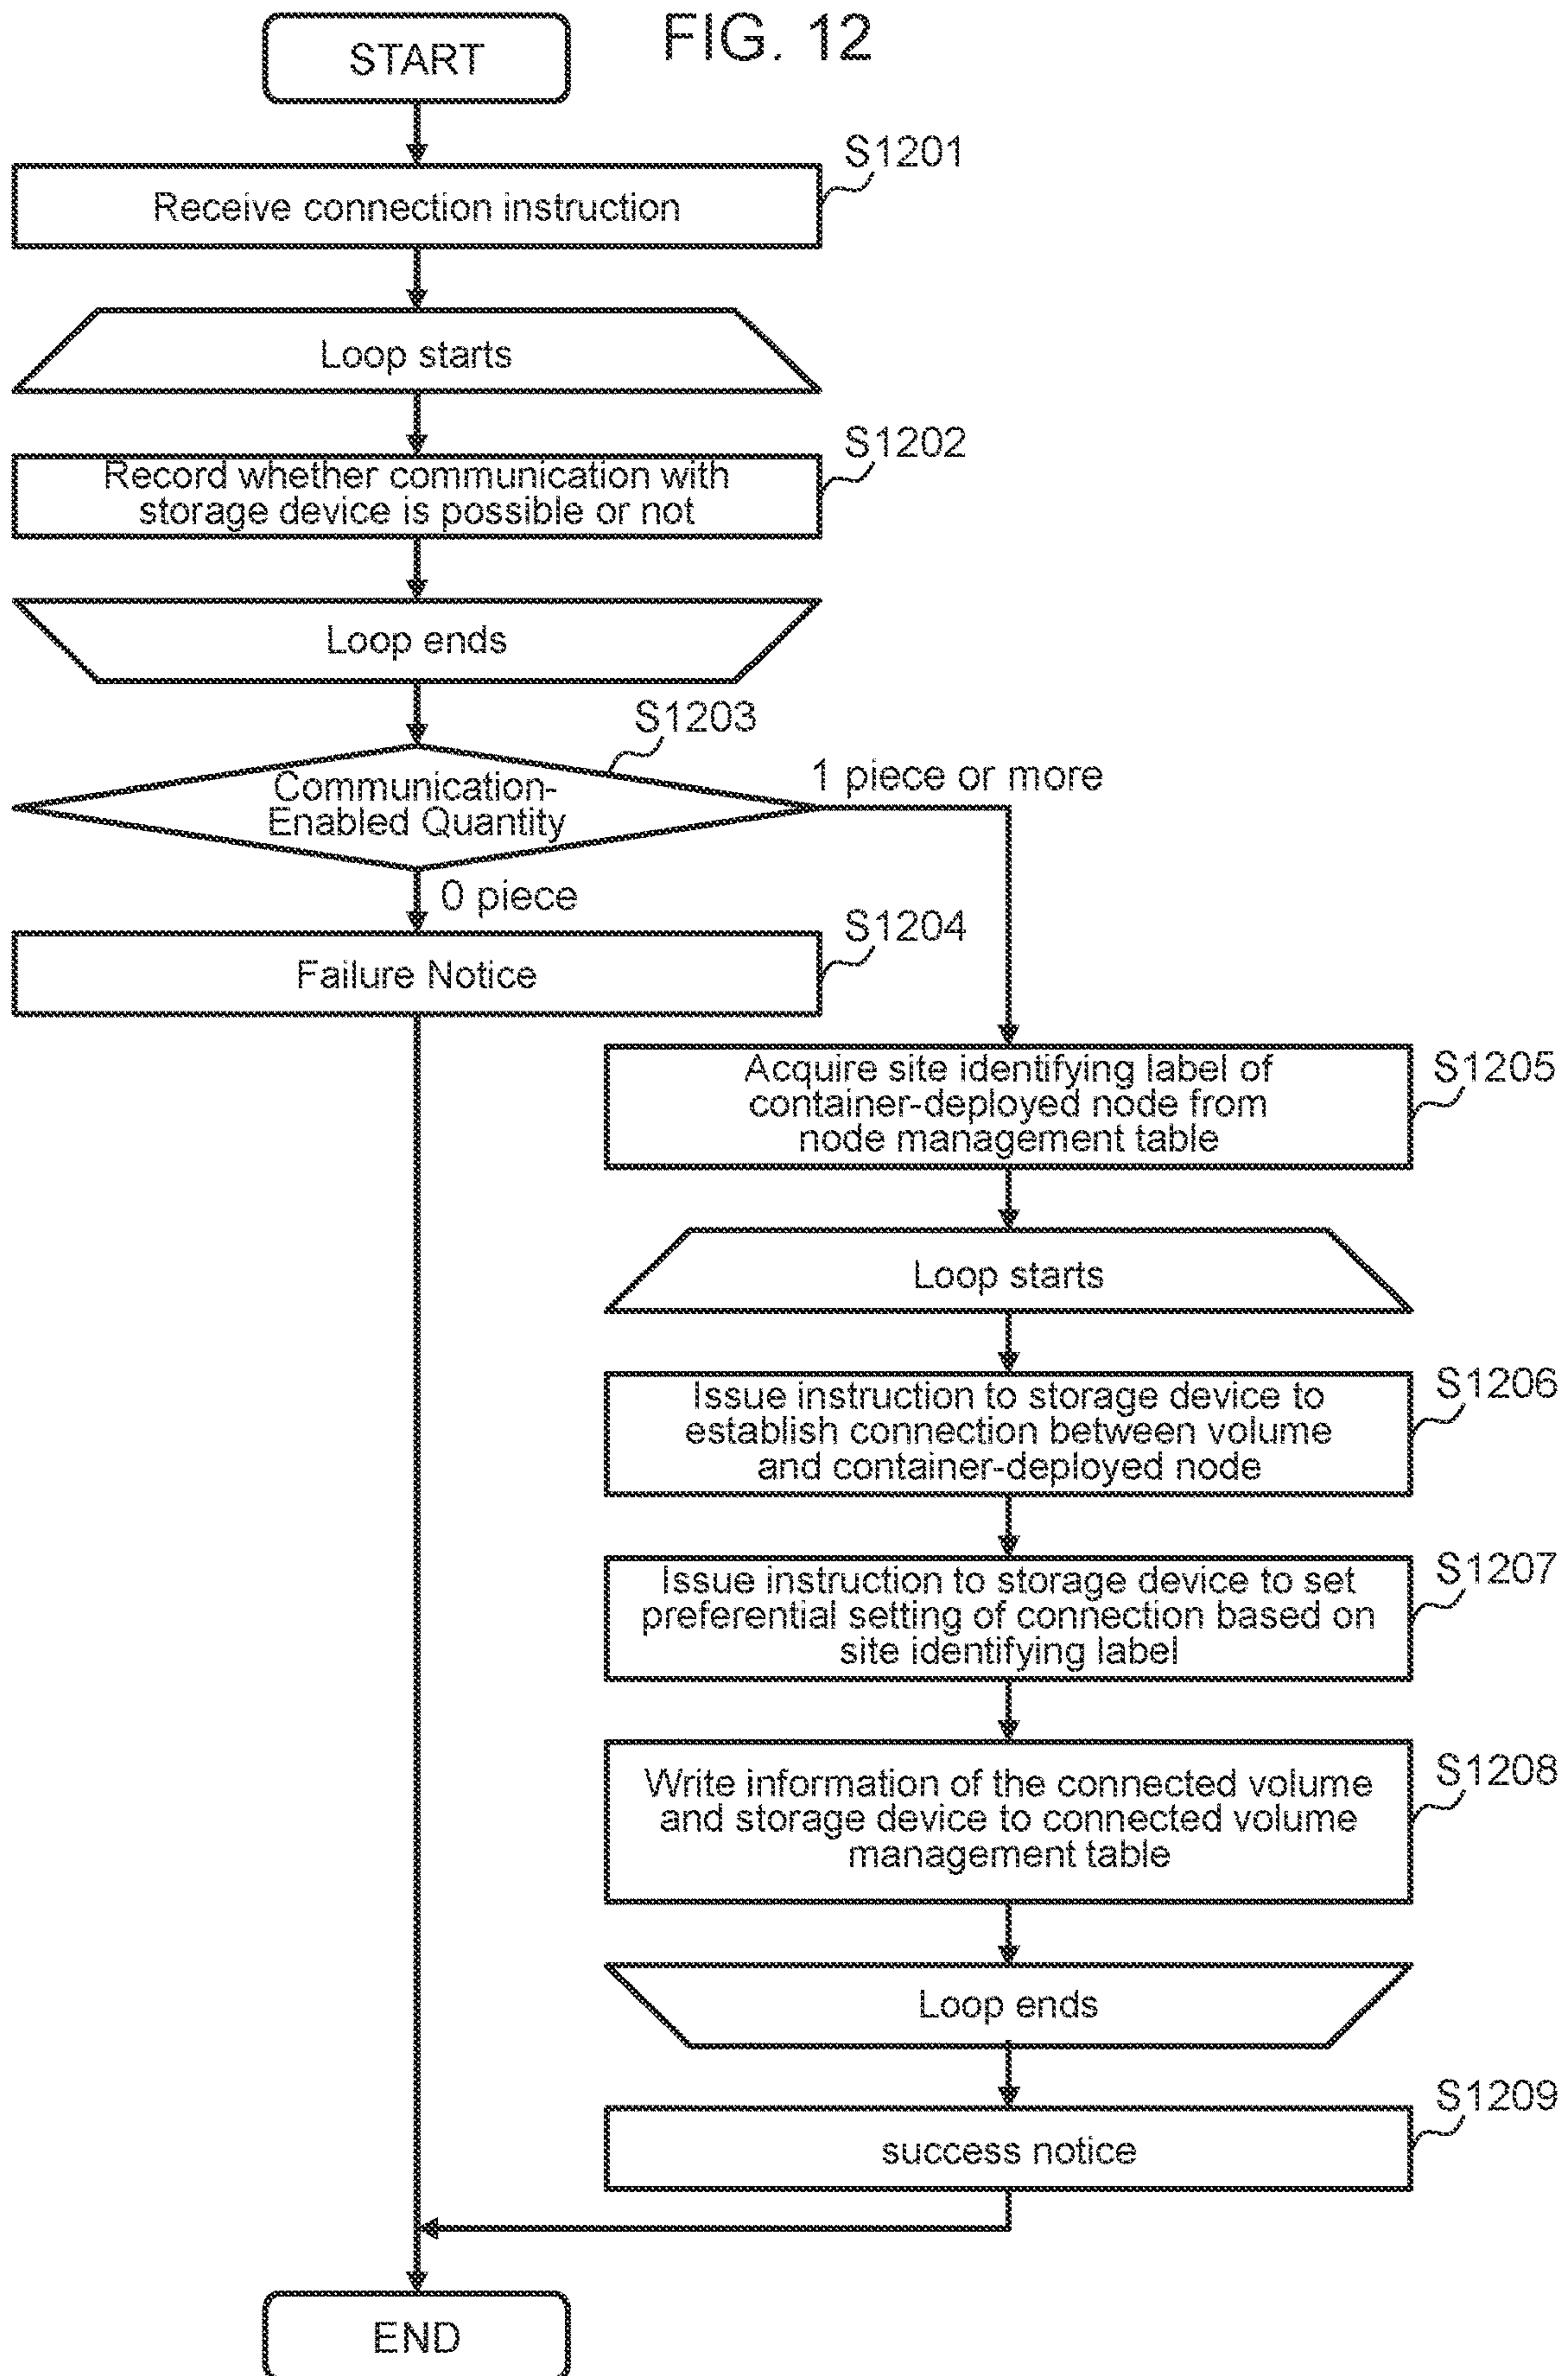 FIG. 12
START
S1201
Receive connection instruction
Loop starts
S1202
Record whether communication with
storage device is possible or not
Loop ends
S1203
Communication-
Enabled Quantity
1 piece or more
0 piece
S1204
Failure Notice
S1205
Acquire site identifying label of
container-deployed node from
node management table
Loop starts
S1206
Issue instruction to storage device to
establish connection between volume
and container-deployed node
S1207
Issue instruction to storage device to set
preferential setting of connection based on
site identifying label
S1208
Write information of the connected volume
and storage device to connected volume
management table
Loop ends
S1209
success notice
END